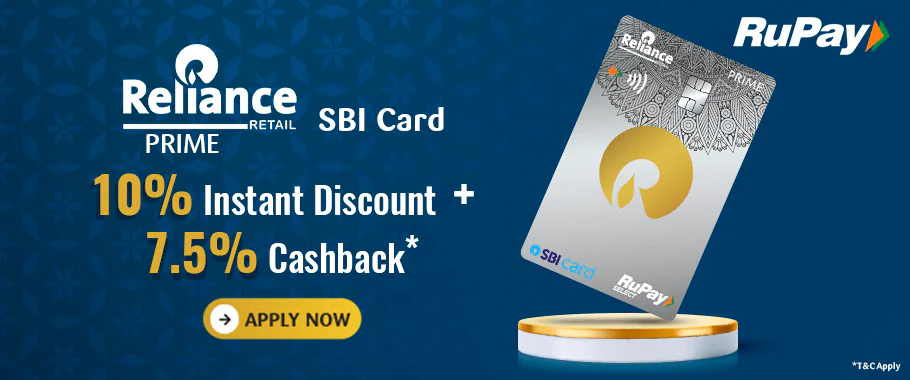 Reliance
RETAIL
PRIME
SBI Card
10% Instant Discount +
7.5% Cashback*
APPLY NOW
RuPay
Reliance
PRIME
SBI card
RuPay
SELECT
*T&C Apply